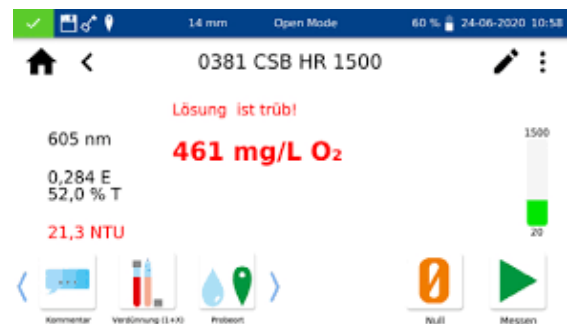 14 mm Open Mode 60 % 24-06-2020 10:58
0381 CSB HR 1500
Lösung ist trüb!
461 mg/L O₂
605 nm
0,284 E
52,0 % T
21,3 NTU
1500
20
Kommentar Verdünnung (1+X) Probeort Null Messen